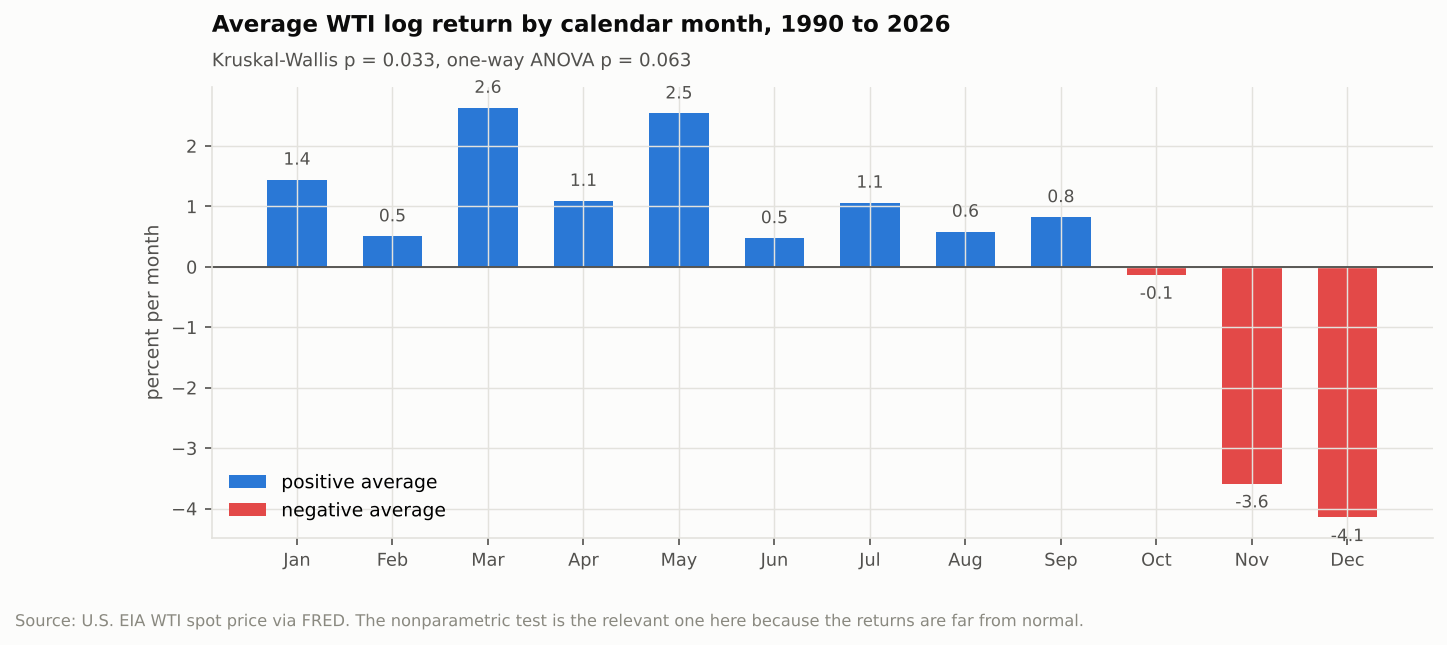 Average WTI log return by calendar month, 1990 to 2026
Kruskal-Wallis p = 0.033, one-way ANOVA p = 0.063
2.6
2.5
2
1.4
1.1
1.1
1
0.5
0.5
0.6
0.8
0
-0.1
−1
−2
−3
−4
-3.6
-4.1
percent per month
positive average
negative average
Jan Feb Mar Apr May Jun Jul Aug Sep Oct Nov Dec
Source: U.S. EIA WTI spot price via FRED. The nonparametric test is the relevant one here because the returns are far from normal.